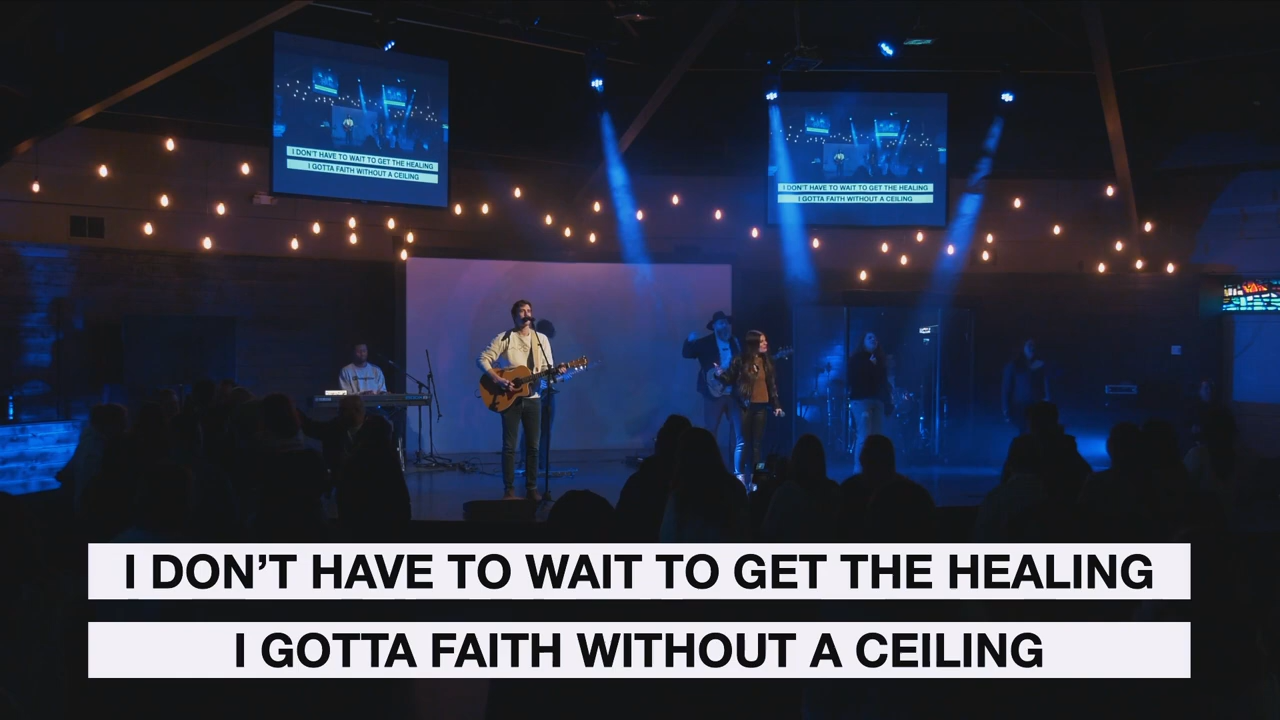 I DON'T HAVE TO WAIT TO GET THE HEALING
I GOTTA FAITH WITHOUT A CEILING
I DON'T HAVE TO WAIT TO GET THE HEALING
I GOTTA FAITH WITHOUT A CEILING
I DON’T HAVE TO WAIT TO GET THE HEALING
I GOTTA FAITH WITHOUT A CEILING